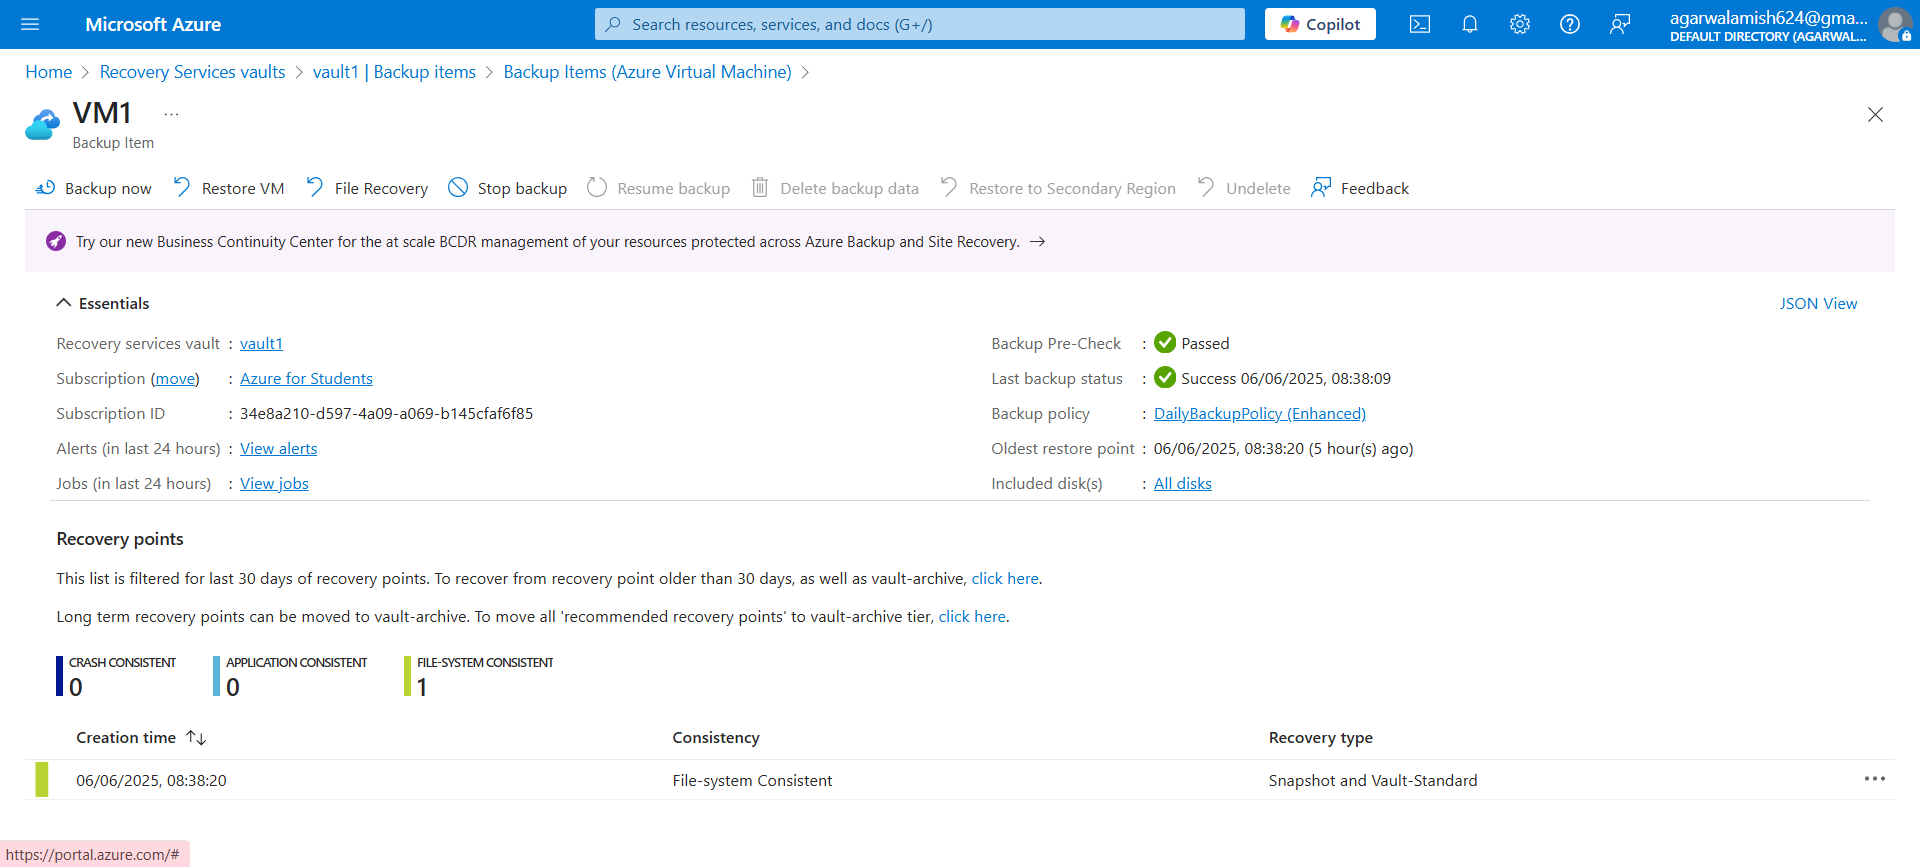 Microsoft Azure
Search resources, services, and docs (G+/)
Copilot
agarwalamish624@gma...
DEFAULT DIRECTORY (AGARWAL...
Home > Recovery Services vaults > vault1 | Backup items > Backup Items (Azure Virtual Machine) >
VM1 ...
Backup Item
Backup now Restore VM File Recovery Stop backup Resume backup Delete backup data Restore to Secondary Region Undelete Feedback
Try our new Business Continuity Center for the at scale BCDR management of your resources protected across Azure Backup and Site Recovery. →
Essentials
JSON View
Recovery services vault : vault1
Subscription (move) : Azure for Students
Subscription ID : 34e8a210-d597-4a09-a069-b145cfaf6f85
Alerts (in last 24 hours) : View alerts
Jobs (in last 24 hours) : View jobs
Backup Pre-Check : Passed
Last backup status : Success 06/06/2025, 08:38:09
Backup policy : DailyBackupPolicy (Enhanced)
Oldest restore point : 06/06/2025, 08:38:20 (5 hour(s) ago)
Included disk(s) : All disks
Recovery points
This list is filtered for last 30 days of recovery points. To recover from recovery point older than 30 days, as well as vault-archive, click here.
Long term recovery points can be moved to vault-archive. To move all 'recommended recovery points' to vault-archive tier, click here.
CRASH CONSISTENT
0
APPLICATION CONSISTENT
0
FILE-SYSTEM CONSISTENT
1
Creation time ↑↓ Consistency Recovery type
06/06/2025, 08:38:20 File-system Consistent Snapshot and Vault-Standard ...
https://portal.azure.com/#